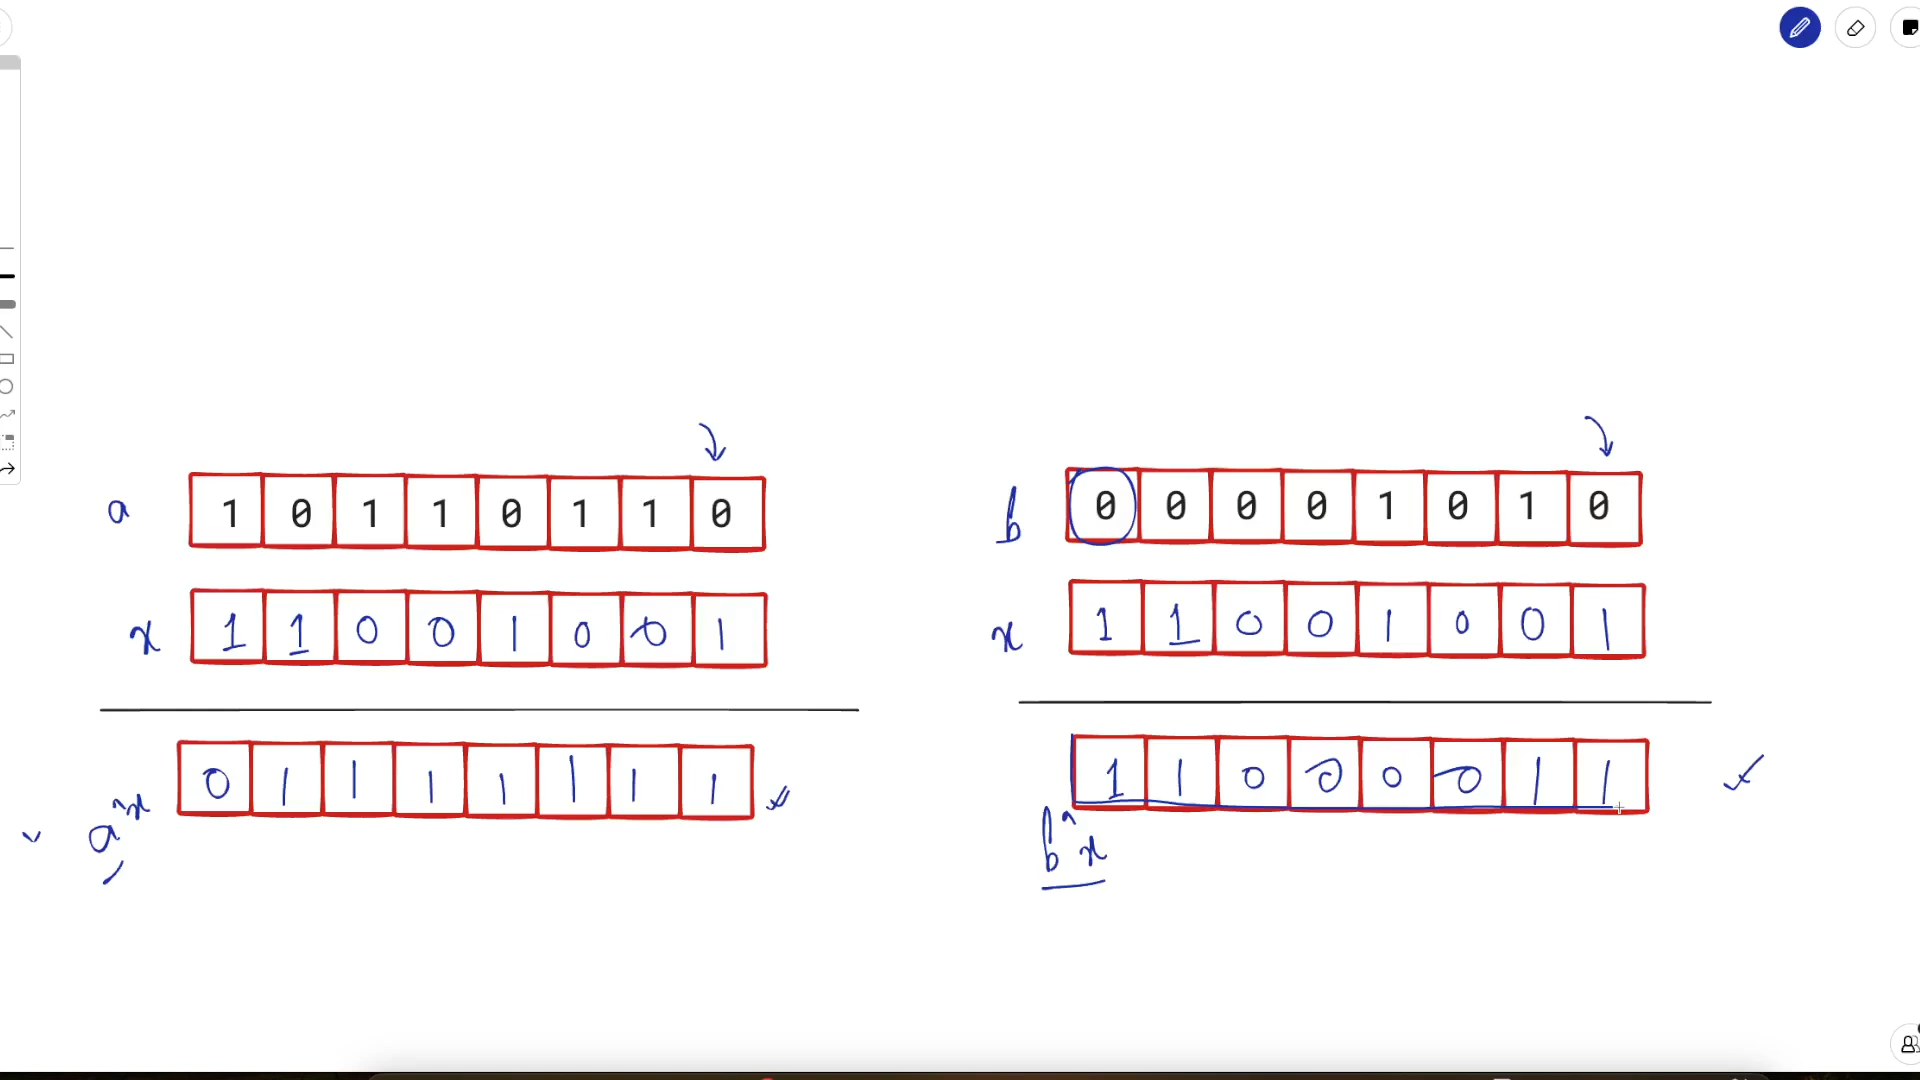 a 1 0 1 1 0 1 1 0
x 1 1 0 0 1 0 0 1
a^x 0 1 1 1 1 1 1 1
b 0 0 0 0 1 0 1 0
x 1 1 0 0 1 0 0 1
b^x 1 1 0 0 0 0 1 1